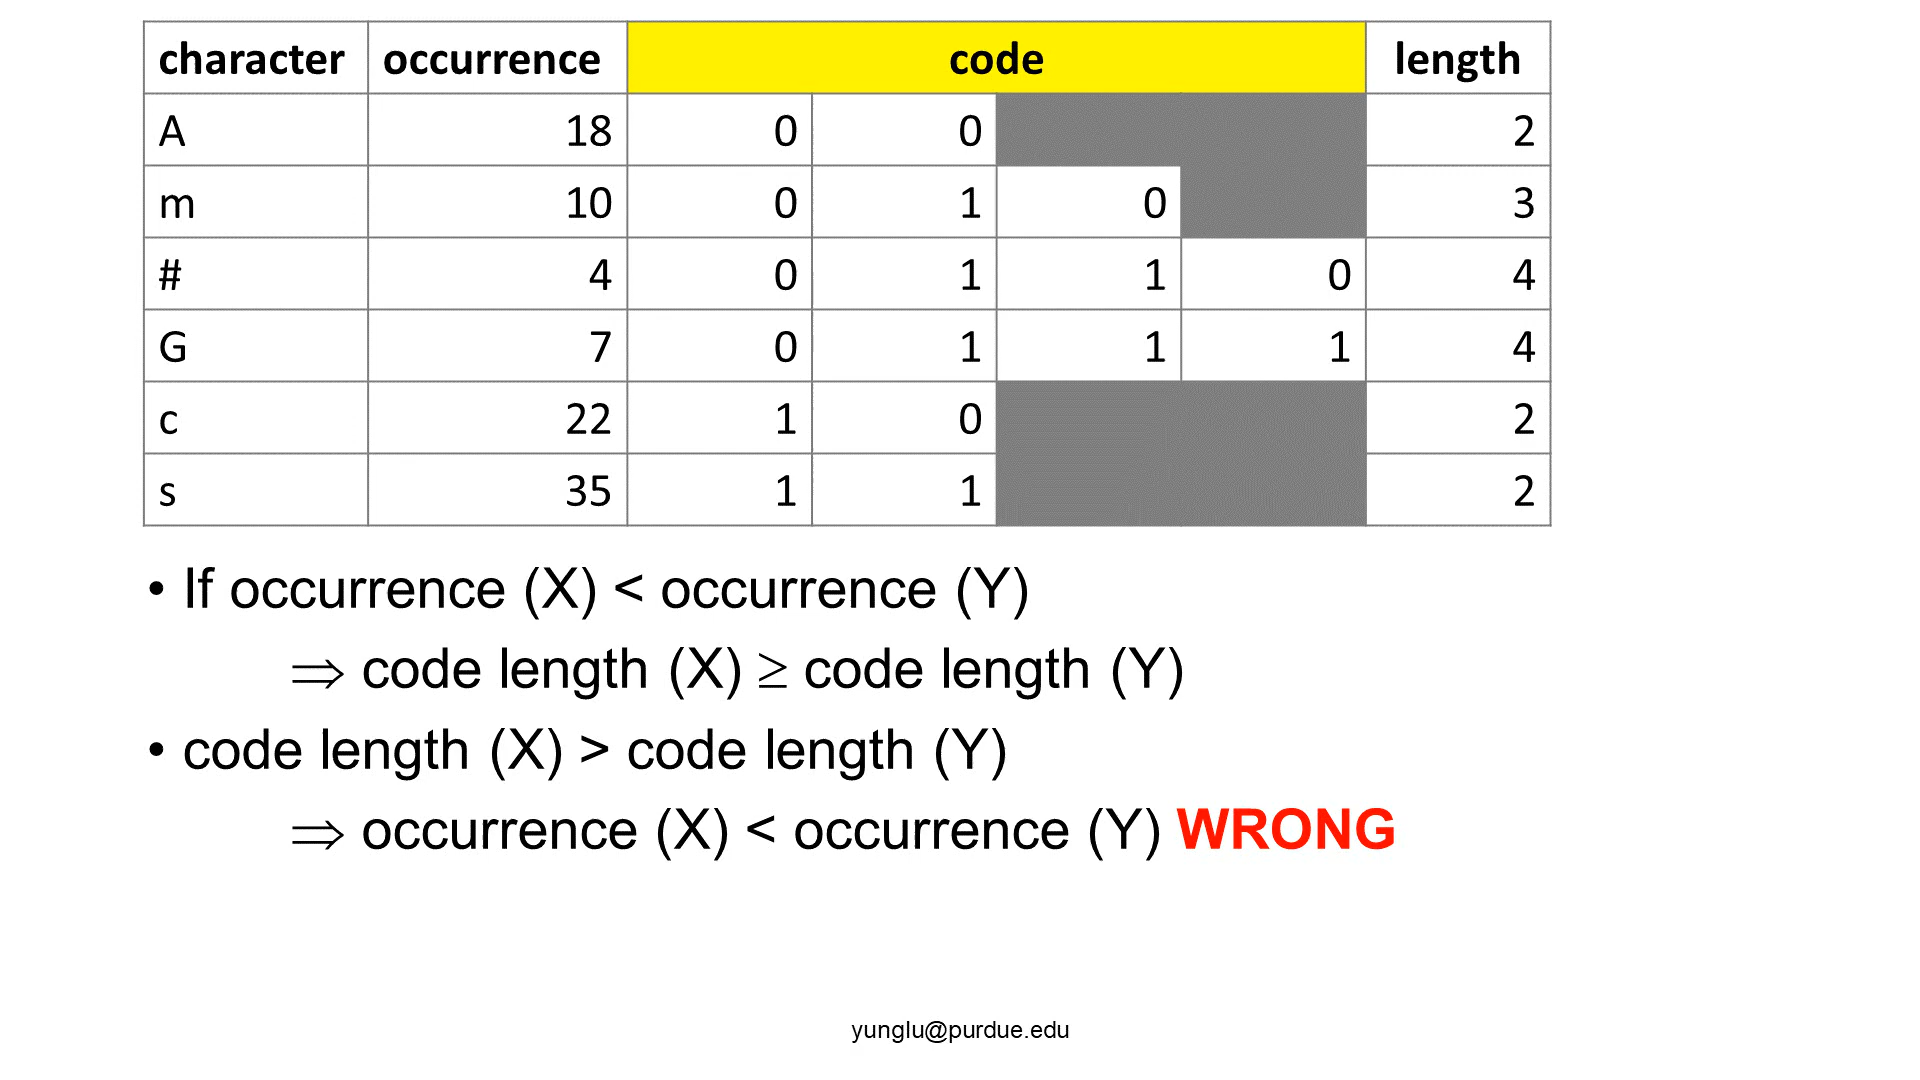 character occurrence code length
A 18 0 0 2
m 10 0 1 0 3
# 4 0 1 1 0 4
G 7 0 1 1 1 4
c 22 1 0 2
s 35 1 1 2
• If occurrence (X) < occurrence (Y)
⇒ code length (X) ≥ code length (Y)
• code length (X) > code length (Y)
⇒ occurrence (X) < occurrence (Y) WRONG
yunglu@purdue.edu